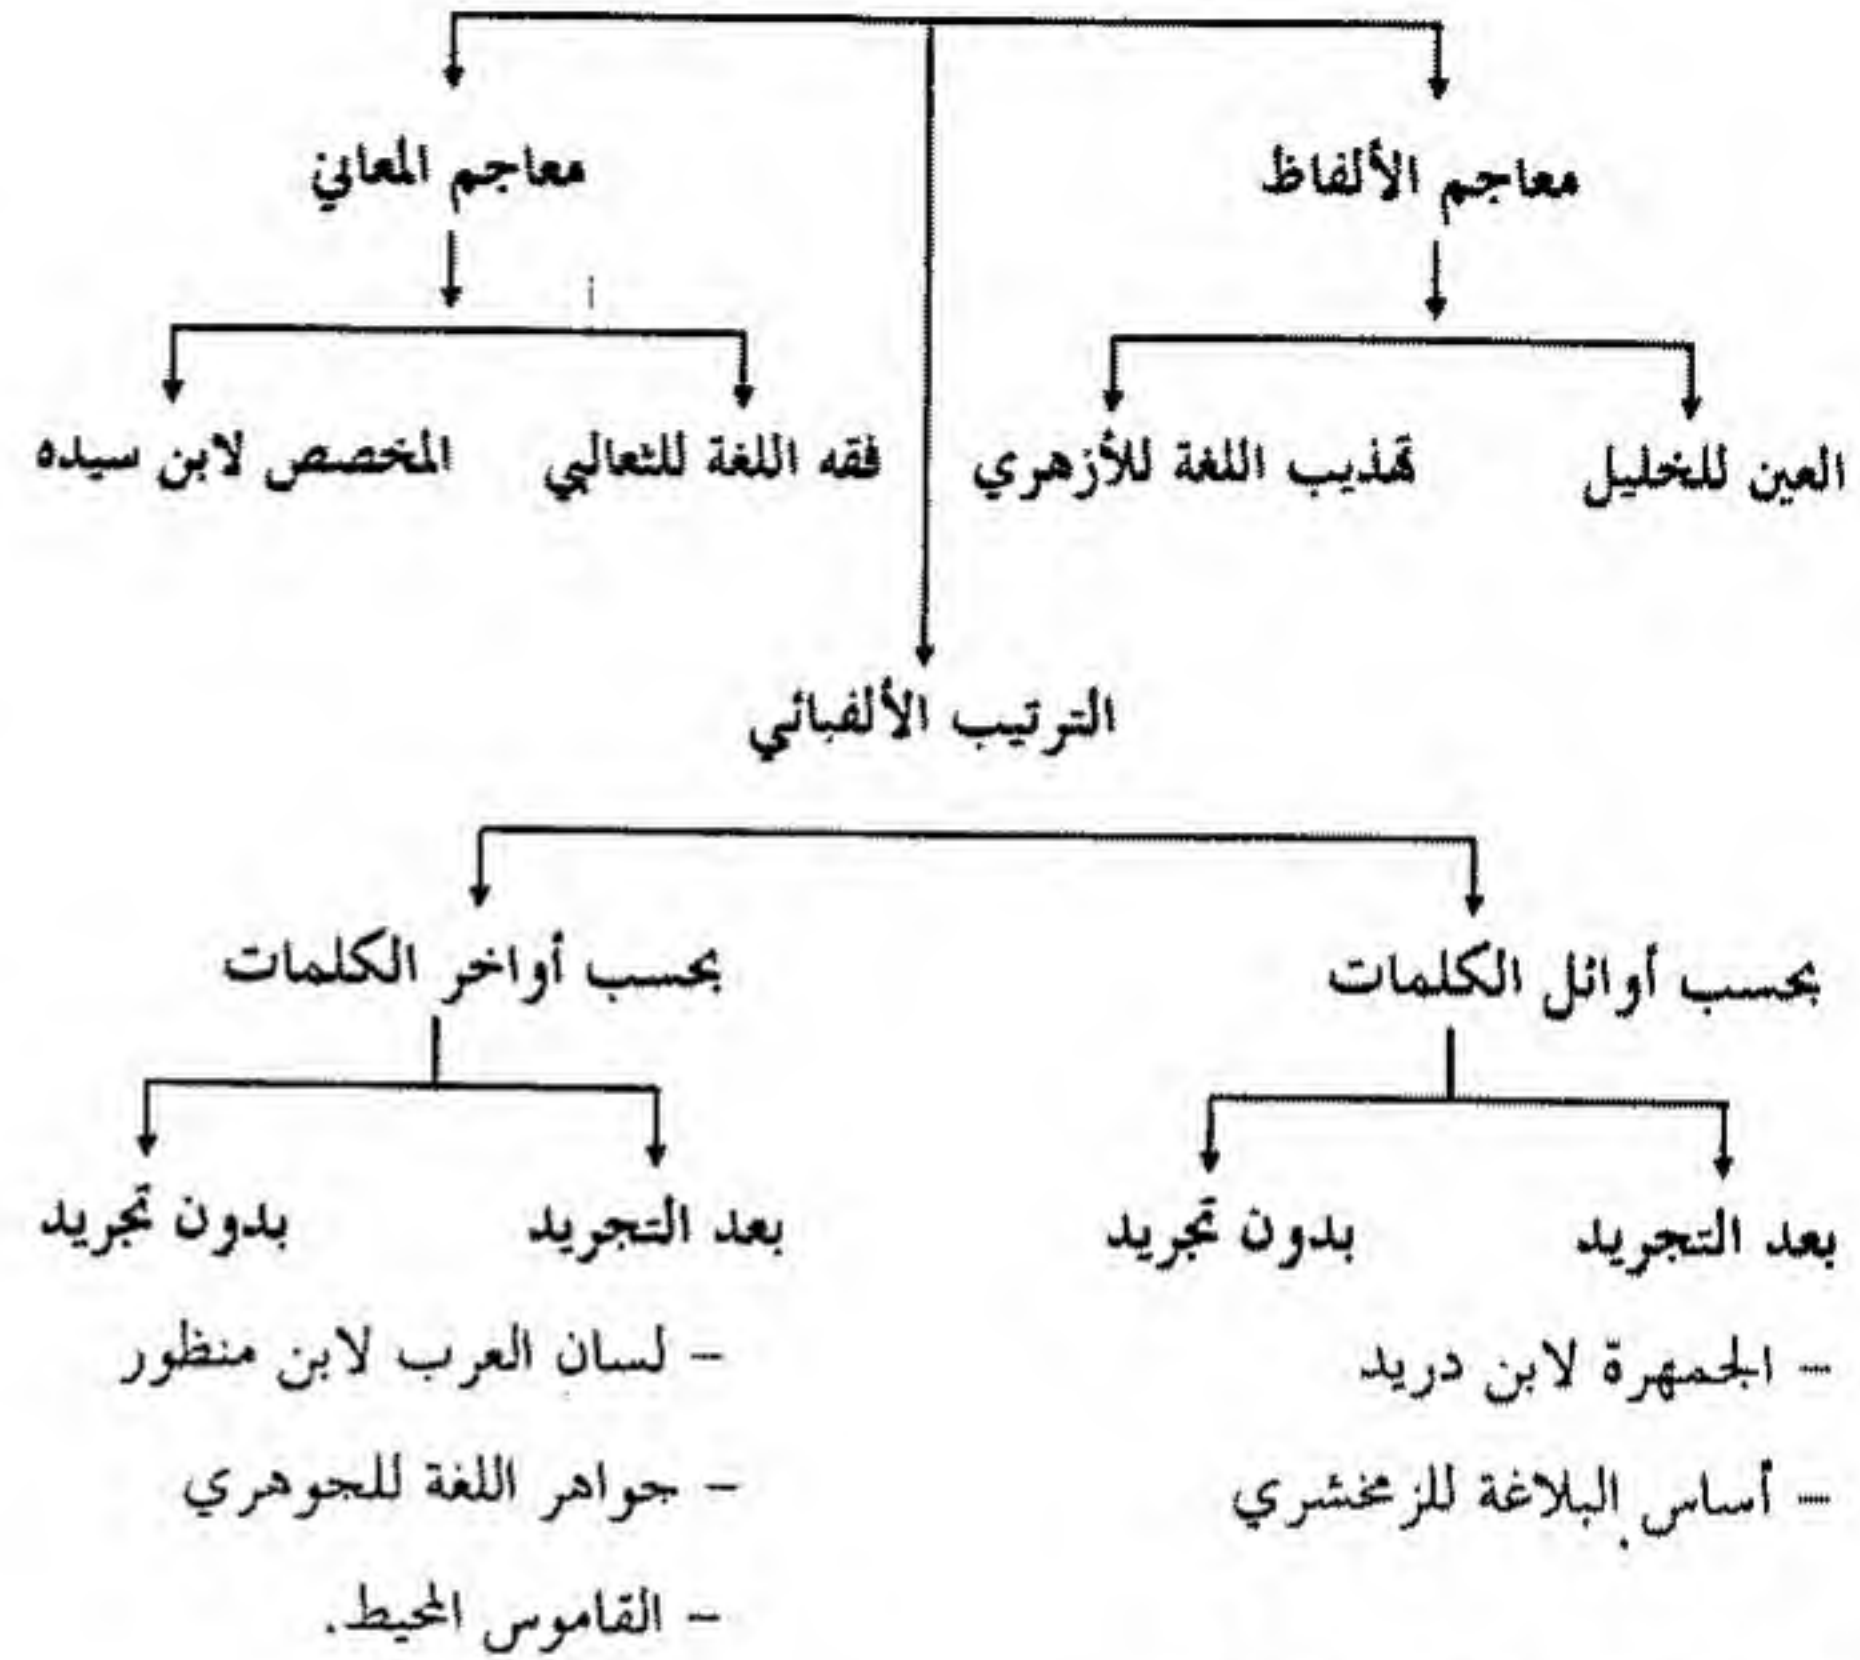 معاجم الألفاظ معاجم المعاني
العين للخليل تهذيب اللغة للأزهري فقه اللغة للثعالبي المخصص لابن سيده
الترتيب الألفبائي
بحسب أوائل الكلمات بحسب أواخر الكلمات
بعد التجريد بدون تجريد بعد التجريد بدون تجريد
– الجمهرة لابن دريد – لسان العرب لابن منظور
– أساس البلاغة للزمخشري – جواهر اللغة للجوهري
– القاموس المحيط.